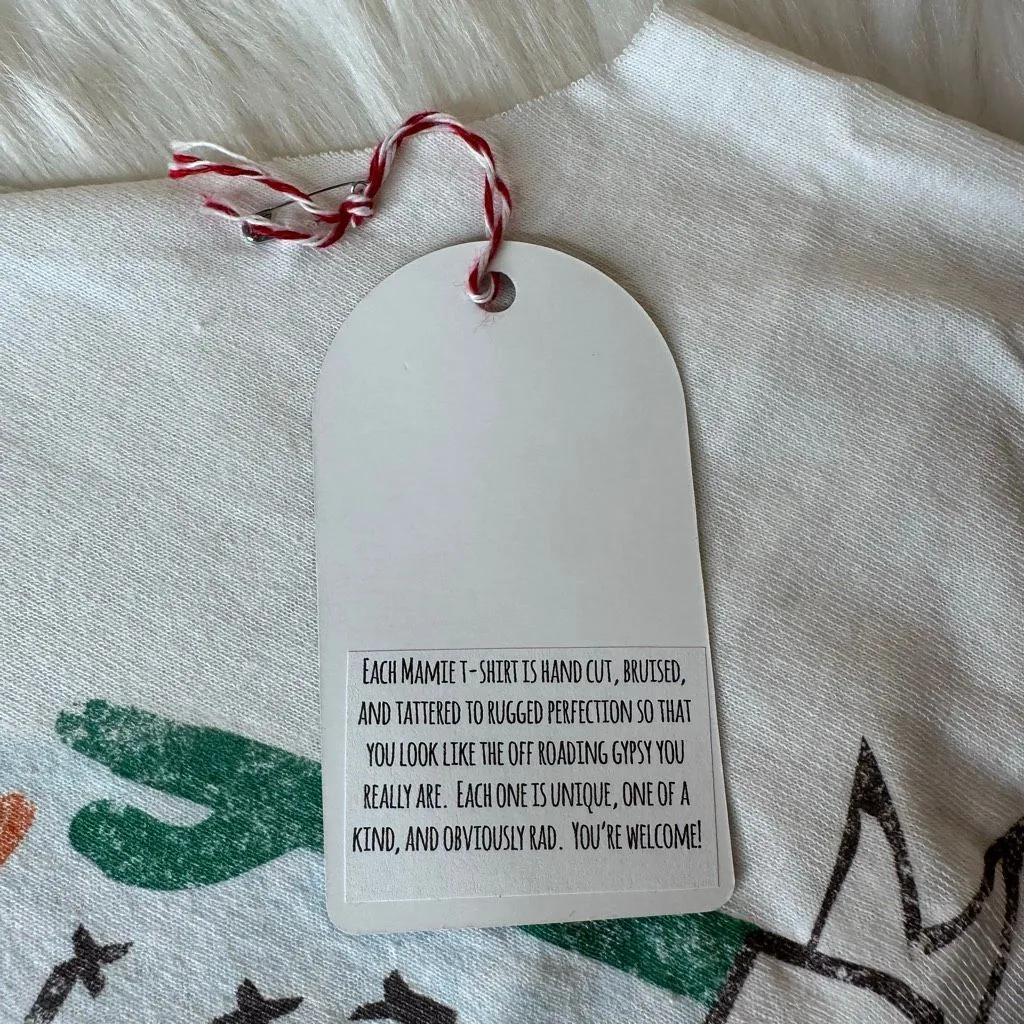 Each Mamie t-shirt is hand cut, bruised,
and tattered to rugged perfection so that
you look like the off roading gypsy you
really are. Each one is unique, one of a
kind, and obviously rad. You're welcome!